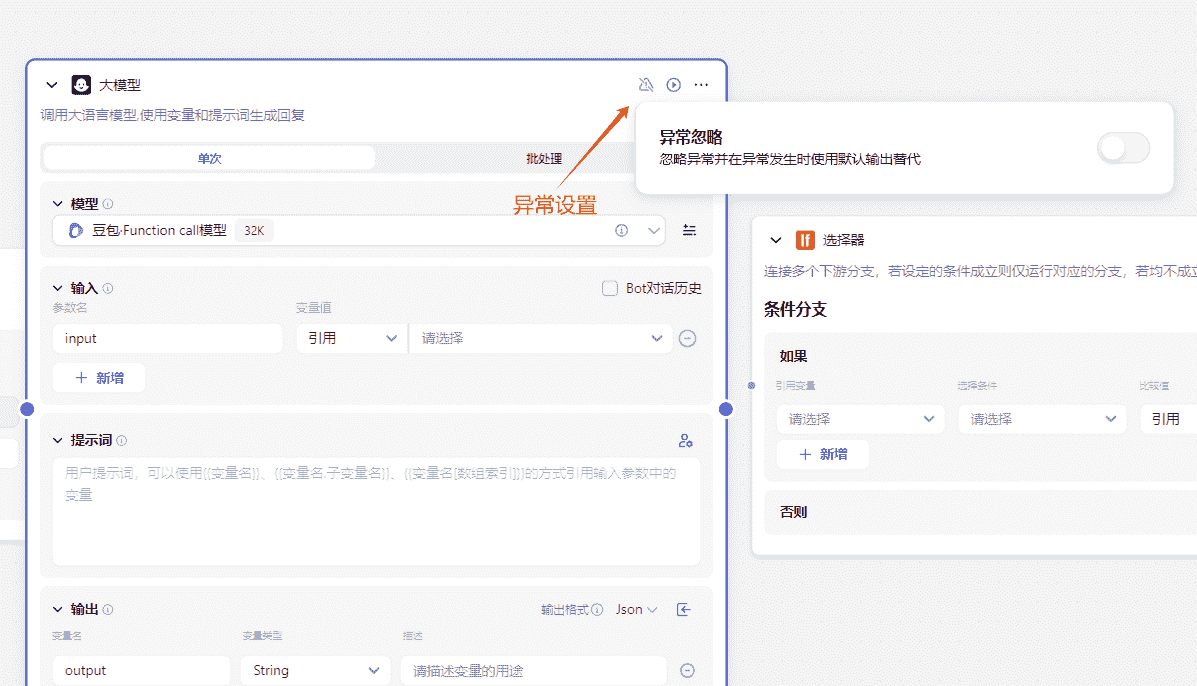 大模型
调用大语言模型,使用变量和提示词生成回复
单次
批处理
异常忽略
忽略异常并在异常发生时使用默认输出替代
异常设置
模型
豆包·Function call模型 32K
输入
Bot对话历史
参数名 变量值
input 引用 请选择
+ 新增
提示词
用户提示词，可以使用{{变量名}}、{{变量名.子变量名}}、{{变量名[数组索引]}}的方式引用输入参数中的
变量
输出
输出格式 Json
变量名 变量类型 描述
output String 请描述变量的用途
If 选择器
连接多个下游分支，若设定的条件成立则仅运行对应的分支，若均不成立
条件分支
如果
引用变量 选择条件 比较值
请选择 请选择 引用
+ 新增
否则